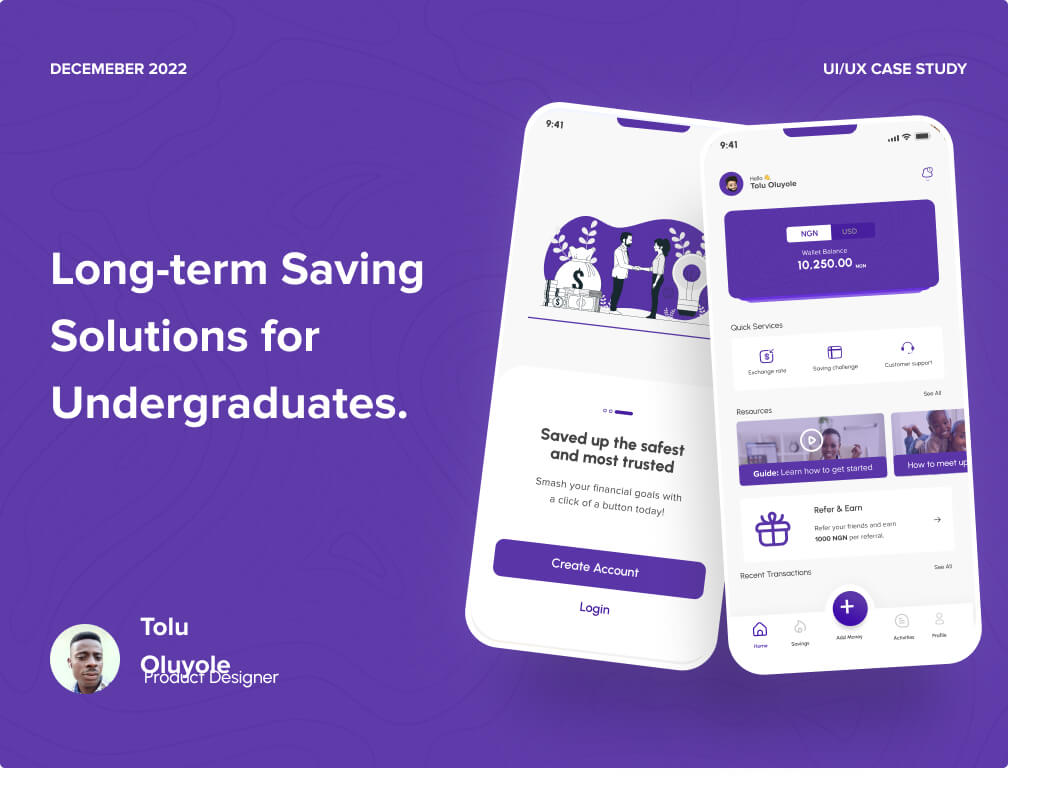 DECEMEBER 2022
UI/UX CASE STUDY
Long-term Saving
Solutions for
Undergraduates.
Tolu
Oluyole
Product Designer
9:41
$
$
Saved up the safest
and most trusted
Smash your financial goals with
a click of a button today!
Create Account
Login
9:41
Hello 👋
Tolu Oluyole
NGN USD
Wallet Balance
10,250.00 NGN
Quick Services
$
Exchange rate
Saving challenge
Customer support
See All
Resources
Guide: Learn how to get started
How to meet up
Refer & Earn
Refer your friends and earn
1000 NGN per referral.
Recent Transactions
See All
Home
Savings
Add Money
Activities
Profile